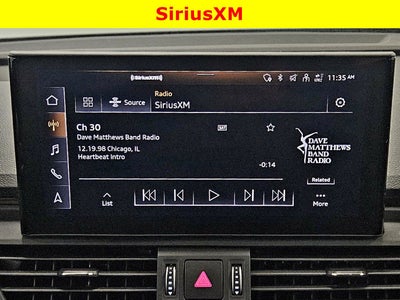 SiriusXM
SiriusXM
11:35 AM
Radio
Source
SiriusXM
Ch 30
Dave Matthews Band Radio
12.19.98 Chicago, IL
Heartbeat Intro
-0:14
DAVE
MATTHEWS
BAND
RADIO
Related
List
More